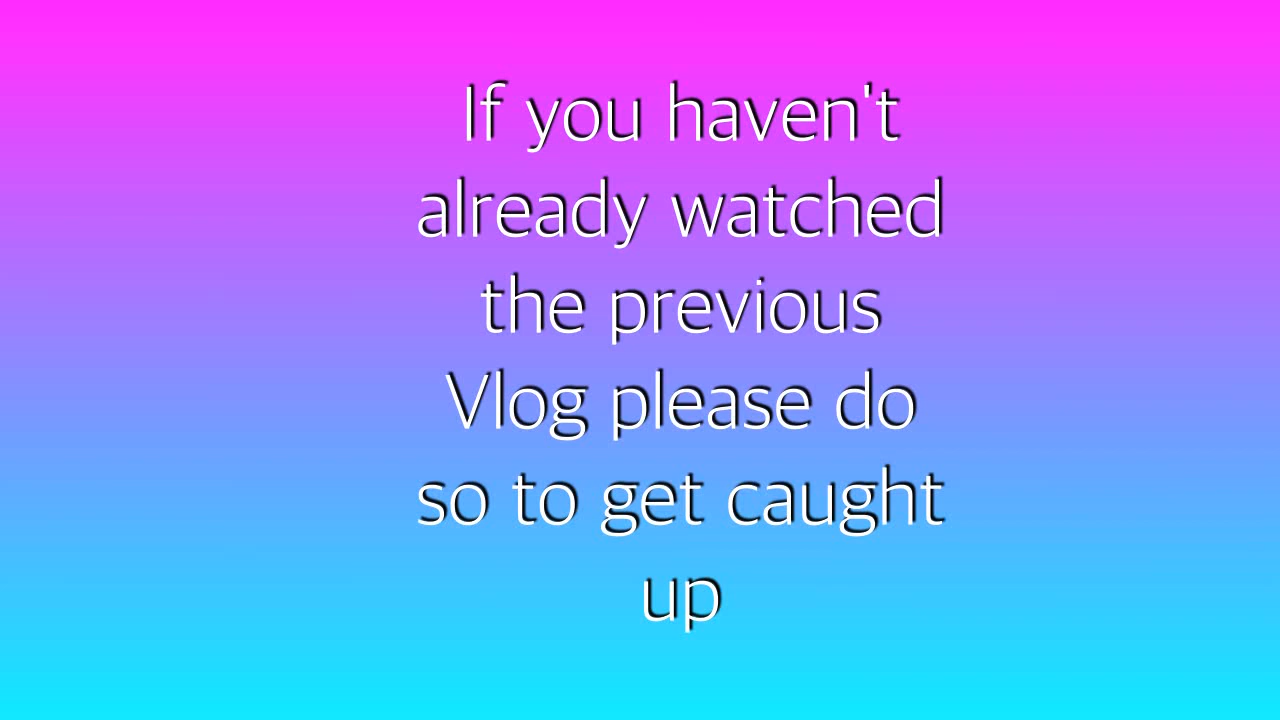 If you haven't
already watched
the previous
Vlog please do
so to get caught
up